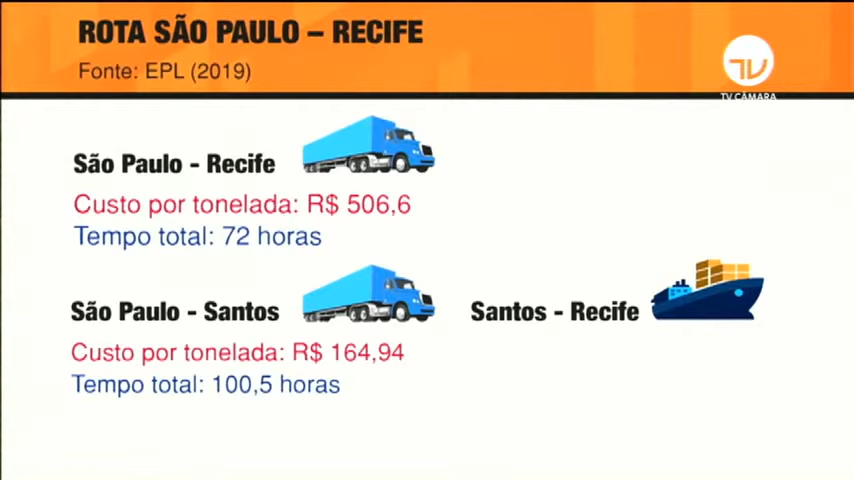 ROTA SÃO PAULO – RECIFE
Fonte: EPL (2019)
TV CÂMARA
São Paulo - Recife
Custo por tonelada: R$ 506,6
Tempo total: 72 horas
São Paulo - Santos
Santos - Recife
Custo por tonelada: R$ 164,94
Tempo total: 100,5 horas